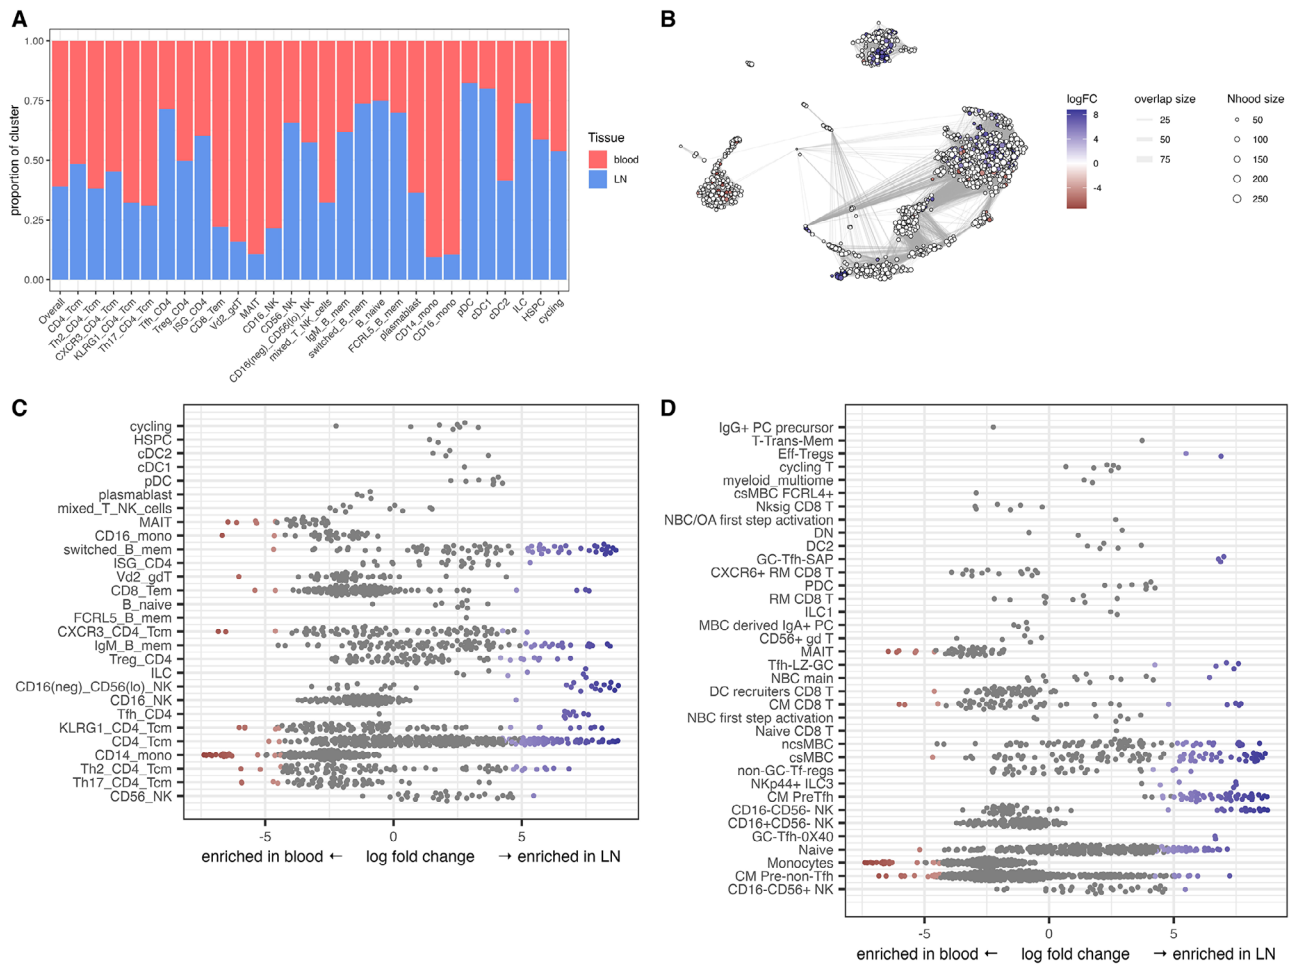 A
1.00
0.75
0.50
0.25
0.00
proportion of cluster
Overall
CD4_Tcm
Th2_CD4_Tcm
CXCR3_CD4_Tcm
KLRG1_CD4_Tcm
Th17_CD4_Tcm
Tfh_CD4
Treg_CD4
ISG_CD4
CD8_Tem
Vd2_gdT
MAIT
CD16_NK
CD56_NK
CD16(neg)_CD56(lo)_NK
mixed_T_NK_cells
IgM_B_mem
switched_B_mem
B_naive
FCRL5_B_mem
plasmablast
CD14_mono
CD16_mono
pDC
cDC1
cDC2
ILC
HSPC
cycling
Tissue
blood
LN
B
logFC
8
4
0
-4
overlap size
25
50
75
Nhood size
50
100
150
200
250
C
cycling
HSPC
cDC2
cDC1
pDC
plasmablast
mixed_T_NK_cells
MAIT
CD16_mono
switched_B_mem
ISG_CD4
Vd2_gdT
CD8_Tem
B_naive
FCRL5_B_mem
CXCR3_CD4_Tcm
IgM_B_mem
Treg_CD4
ILC
CD16(neg)_CD56(lo)_NK
CD16_NK
Tfh_CD4
KLRG1_CD4_Tcm
CD4_Tcm
CD14_mono
Th2_CD4_Tcm
Th17_CD4_Tcm
CD56_NK
-5 0 5
enriched in blood ← log fold change → enriched in LN
D
IgG+ PC precursor
T-Trans-Mem
Eff-Tregs
cycling T
myeloid_multiome
csMBC FCRL4+
Nksig CD8 T
NBC/OA first step activation
DN
DC2
GC-Tfh-SAP
CXCR6+ RM CD8 T
PDC
RM CD8 T
ILC1
MBC derived IgA+ PC
CD56+ gd T
MAIT
Tfh-LZ-GC
NBC main
DC recruiters CD8 T
CM CD8 T
NBC first step activation
Naive CD8 T
ncsMBC
csMBC
non-GC-Tf-regs
NKp44+ ILC3
CM PreTfh
CD16-CD56- NK
CD16+CD56- NK
GC-Tfh-0X40
Naive
Monocytes
CM Pre-non-Tfh
CD16-CD56+ NK
-5 0 5
enriched in blood ← log fold change → enriched in LN